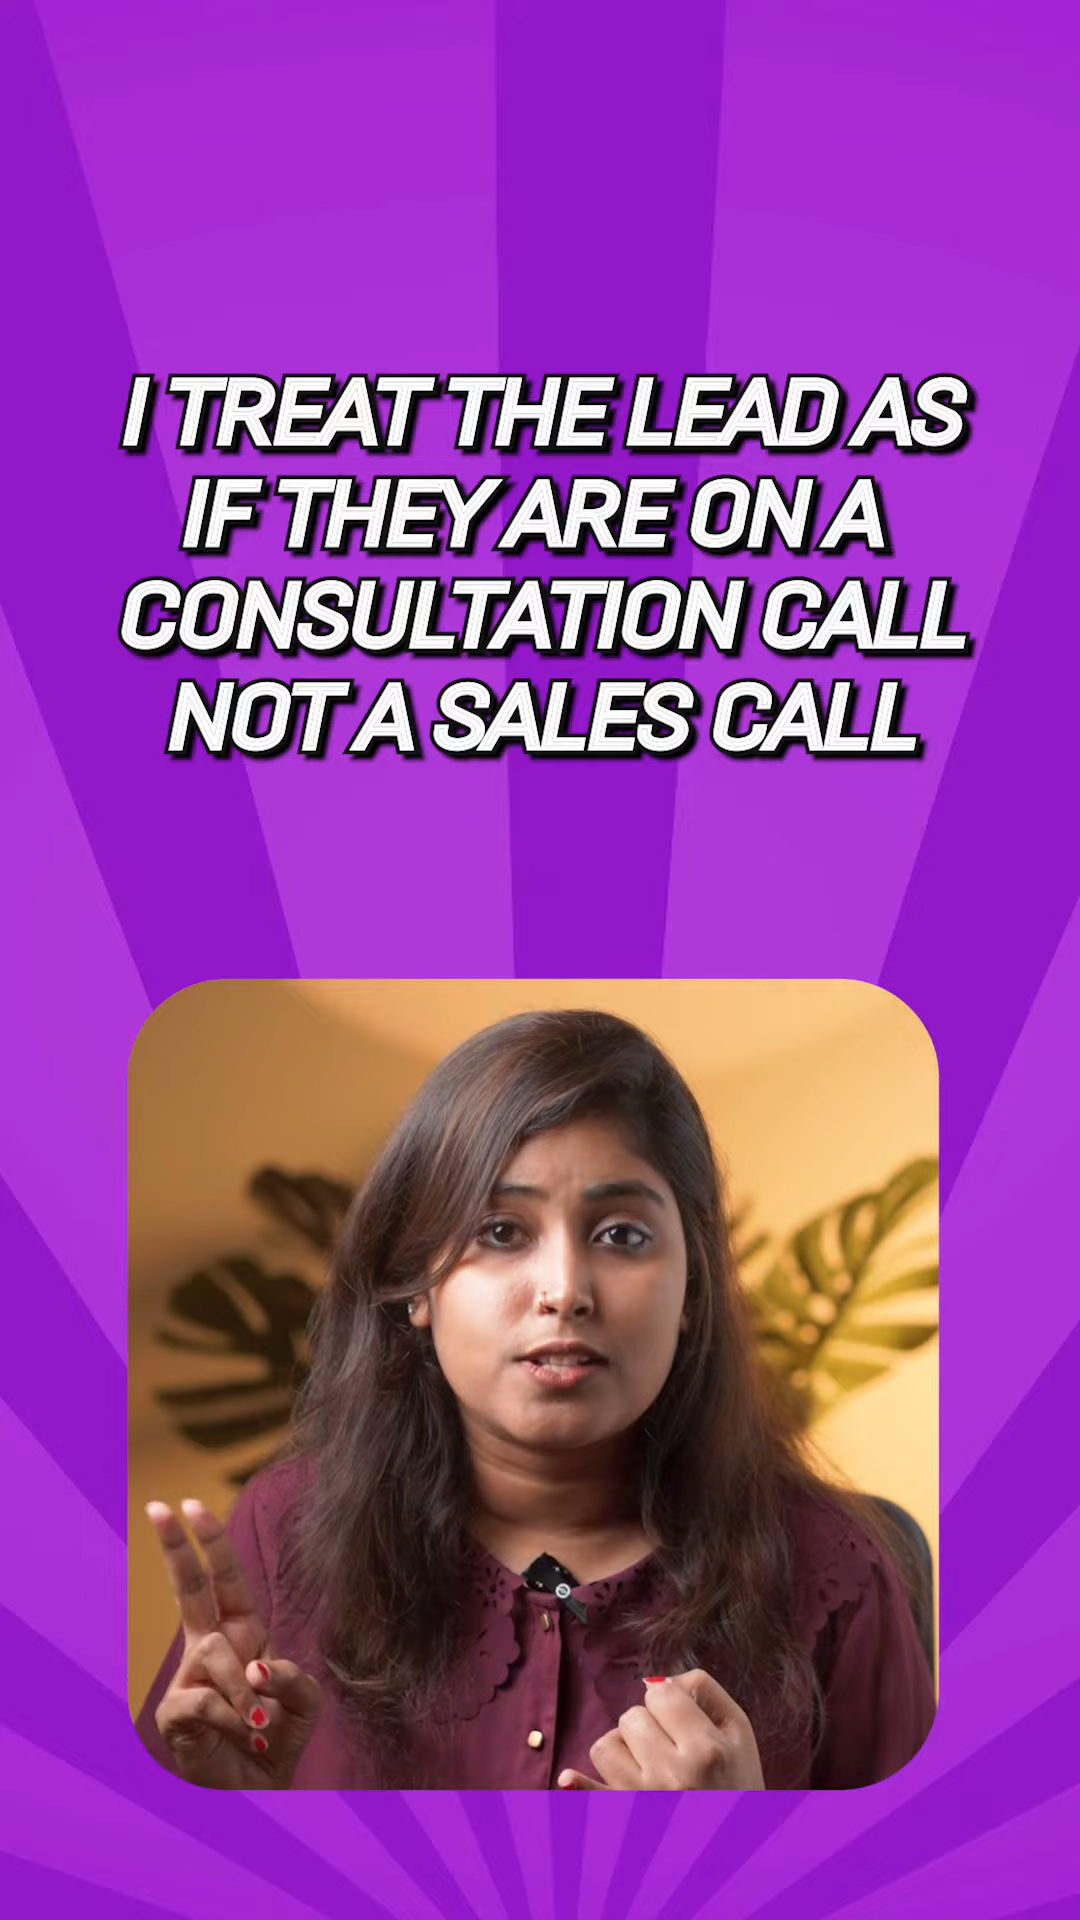 I TREAT THE LEAD AS
IF THEY ARE ON A
CONSULTATION CALL
NOT A SALES CALL